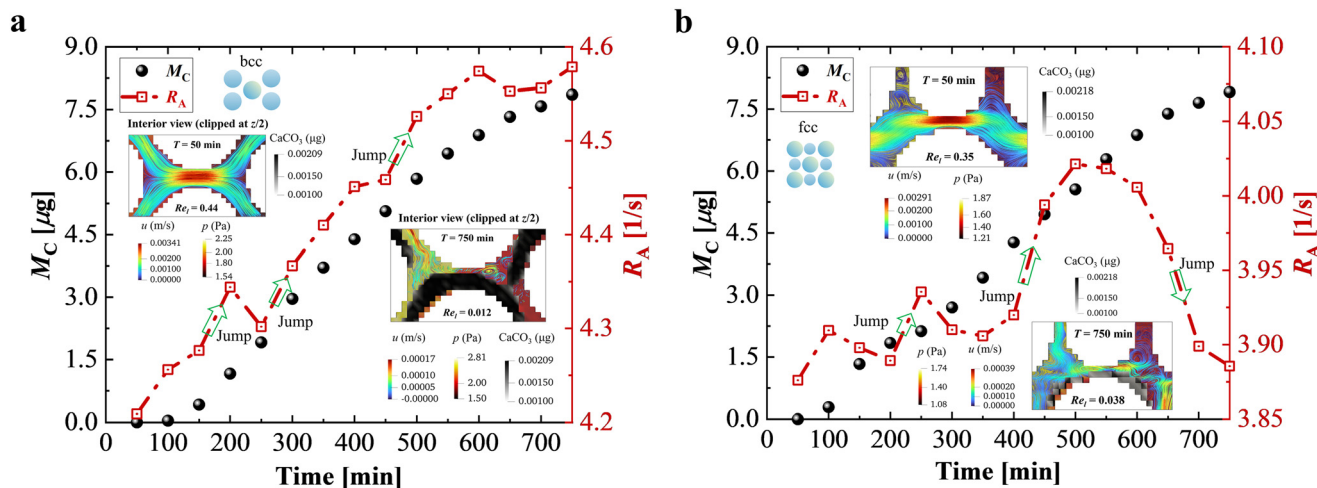 a
9.0
7.5
6.0
4.5
3.0
1.5
0.0
M_C [μg]
0 100 200 300 400 500 600 700
Time [min]
4.6
4.5
4.4
4.3
4.2
R_A [1/s]
M_C
R_A
bcc
Interior view (clipped at z/2)
T = 50 min
Re_l = 0.44
CaCO₃ (μg)
0.00209
0.00150
0.00100
u (m/s)
0.00341
0.00200
0.00100
0.00000
p (Pa)
2.25
2.00
1.80
1.54
Jump
Jump
Jump
Interior view (clipped at z/2)
T = 750 min
Re_l = 0.012
u (m/s)
0.00017
0.00010
0.00005
0.00000
p (Pa)
2.81
2.00
1.50
CaCO₃ (μg)
0.00209
0.00150
0.00100
b
9.0
7.5
6.0
4.5
3.0
1.5
0.0
M_C [μg]
0 100 200 300 400 500 600 700
Time [min]
4.10
4.05
4.00
3.95
3.90
3.85
R_A [1/s]
M_C
R_A
fcc
T = 50 min
Re_l = 0.35
CaCO₃ (μg)
0.00218
0.00150
0.00100
u (m/s)
0.00291
0.00200
0.00100
0.00000
p (Pa)
1.87
1.60
1.40
1.21
Jump
Jump
Jump
CaCO₃ (μg)
0.00218
0.00150
0.00100
T = 750 min
Re_l = 0.038
p (Pa)
1.74
1.40
1.08
u (m/s)
0.00039
0.00020
0.00010
0.00000